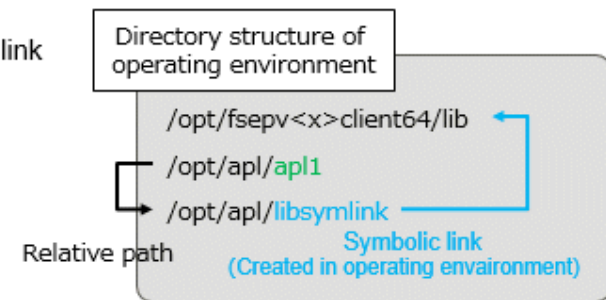 link
Directory structure of
operating environment
/opt/fsepv<x>client64/lib
/opt/apl/apl1
/opt/apl/libsymlink
Relative path
Symbolic link
(Created in operating envaironment)